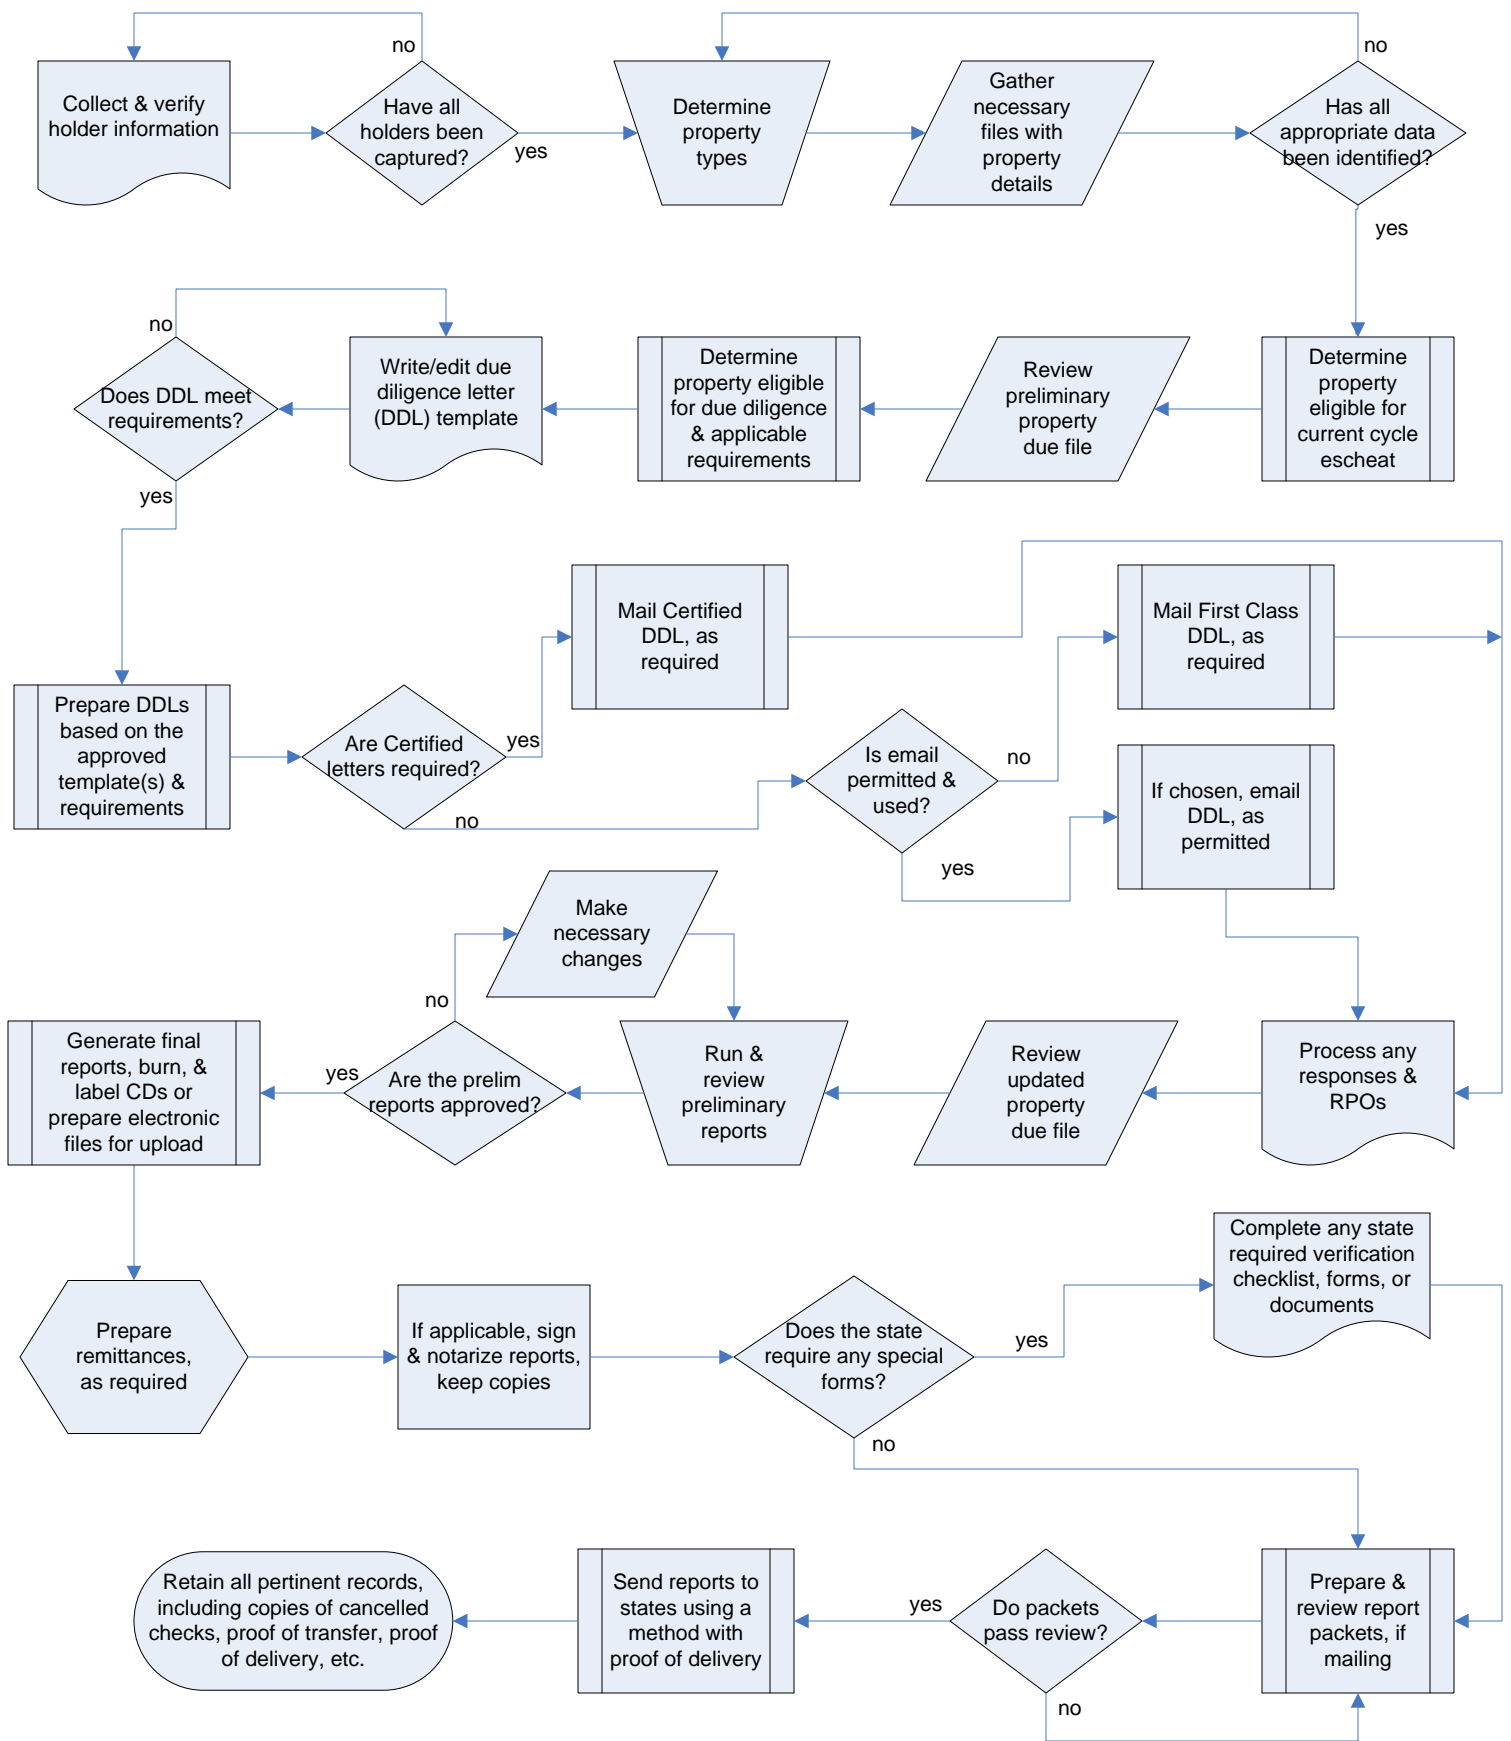 no
Collect & verify
holder information
Have all
holders been
captured?
yes
Determine
property
types
Gather
necessary
files with
property
details
no
Has all
appropriate data
been identified?
yes
no
Does DDL meet
requirements?
yes
Write/edit due
diligence letter
(DDL) template
Determine
property eligible
for due diligence
& applicable
requirements
Review
preliminary
property
due file
Determine
property
eligible for
current cycle
escheat
Mail Certified
DDL, as
required
Mail First Class
DDL, as
required
Prepare DDLs
based on the
approved
template(s) &
requirements
Are Certified
letters required?
yes
no
Is email
permitted &
used?
no
yes
If chosen, email
DDL, as
permitted
Make
necessary
changes
no
Generate final
reports, burn, &
label CDs or
prepare electronic
files for upload
yes
Are the prelim
reports approved?
Run &
review
preliminary
reports
Review
updated
property
due file
Process any
responses &
RPOs
Prepare
remittances,
as required
If applicable, sign
& notarize reports,
keep copies
Does the state
require any special
forms?
yes
no
Complete any state
required verification
checklist, forms, or
documents
Retain all pertinent records,
including copies of cancelled
checks, proof of transfer, proof
of delivery, etc.
Send reports to
states using a
method with
proof of delivery
yes
Do packets
pass review?
no
Prepare &
review report
packets, if
mailing